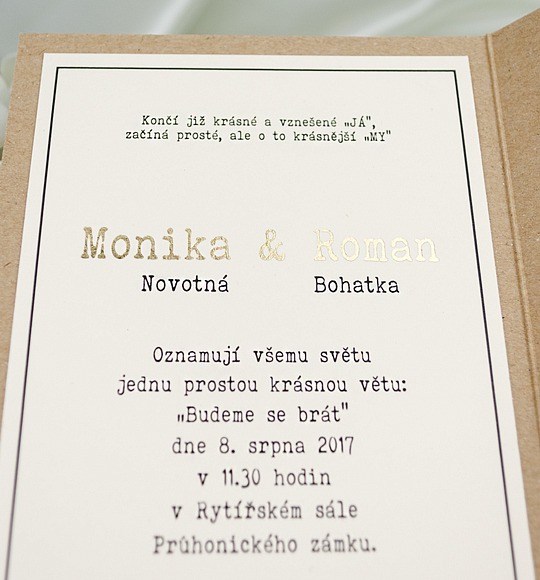 Končí již krásné a vznešené „JÁ",
začíná prosté, ale o to krásnější „MY"
Monika & Roman
Novotná Bohatka
Oznamují všemu světu
jednu prostou krásnou větu:
„Budeme se brát"
dne 8. srpna 2017
v 11.30 hodin
v Rytířském sále
Průhonického zámku.